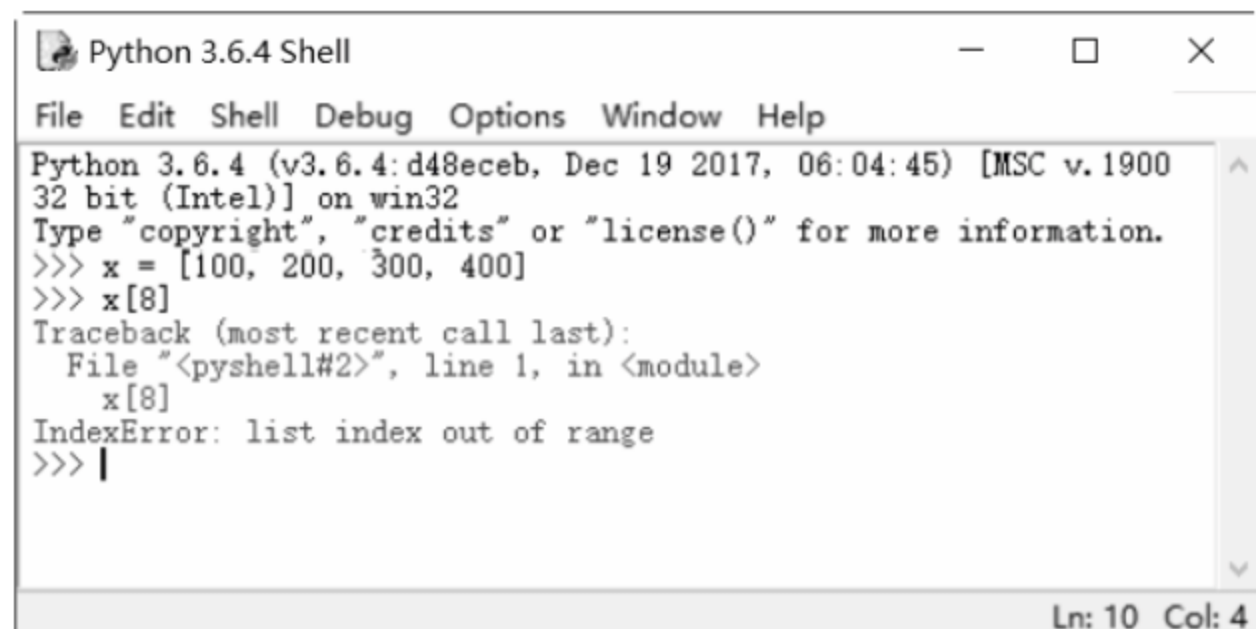 Python 3.6.4 Shell
File Edit Shell Debug Options Window Help
Python 3.6.4 (v3.6.4:d48eceb, Dec 19 2017, 06:04:45) [MSC v.1900
32 bit (Intel)] on win32
Type "copyright", "credits" or "license()" for more information.
>>> x = [100, 200, 300, 400]
>>> x[8]
Traceback (most recent call last):
  File "<pyshell#2>", line 1, in <module>
    x[8]
IndexError: list index out of range
>>>
Ln: 10 Col: 4